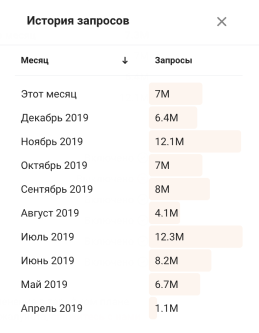 История запросов
Месяц Запросы
Этот месяц 7M
Декабрь 2019 6.4M
Ноябрь 2019 12.1M
Октябрь 2019 7M
Сентябрь 2019 8M
Август 2019 4.1M
Июль 2019 12.3M
Июнь 2019 8.2M
Май 2019 6.7M
Апрель 2019 1.1M